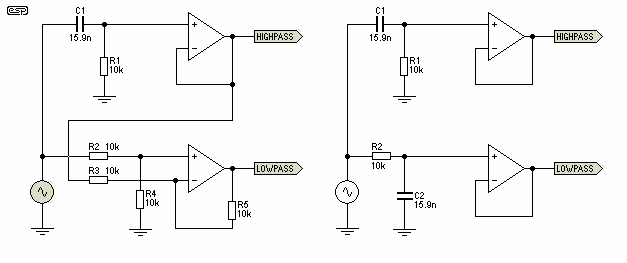 esp
C1
15.9n
R1
10k
+
−
HIGHPASS
R2 10k
R3 10k
R4
10k
+
−
R5
10k
LOWPASS
C1
15.9n
R1
10k
+
−
HIGHPASS
R2
10k
C2
15.9n
+
−
LOWPASS